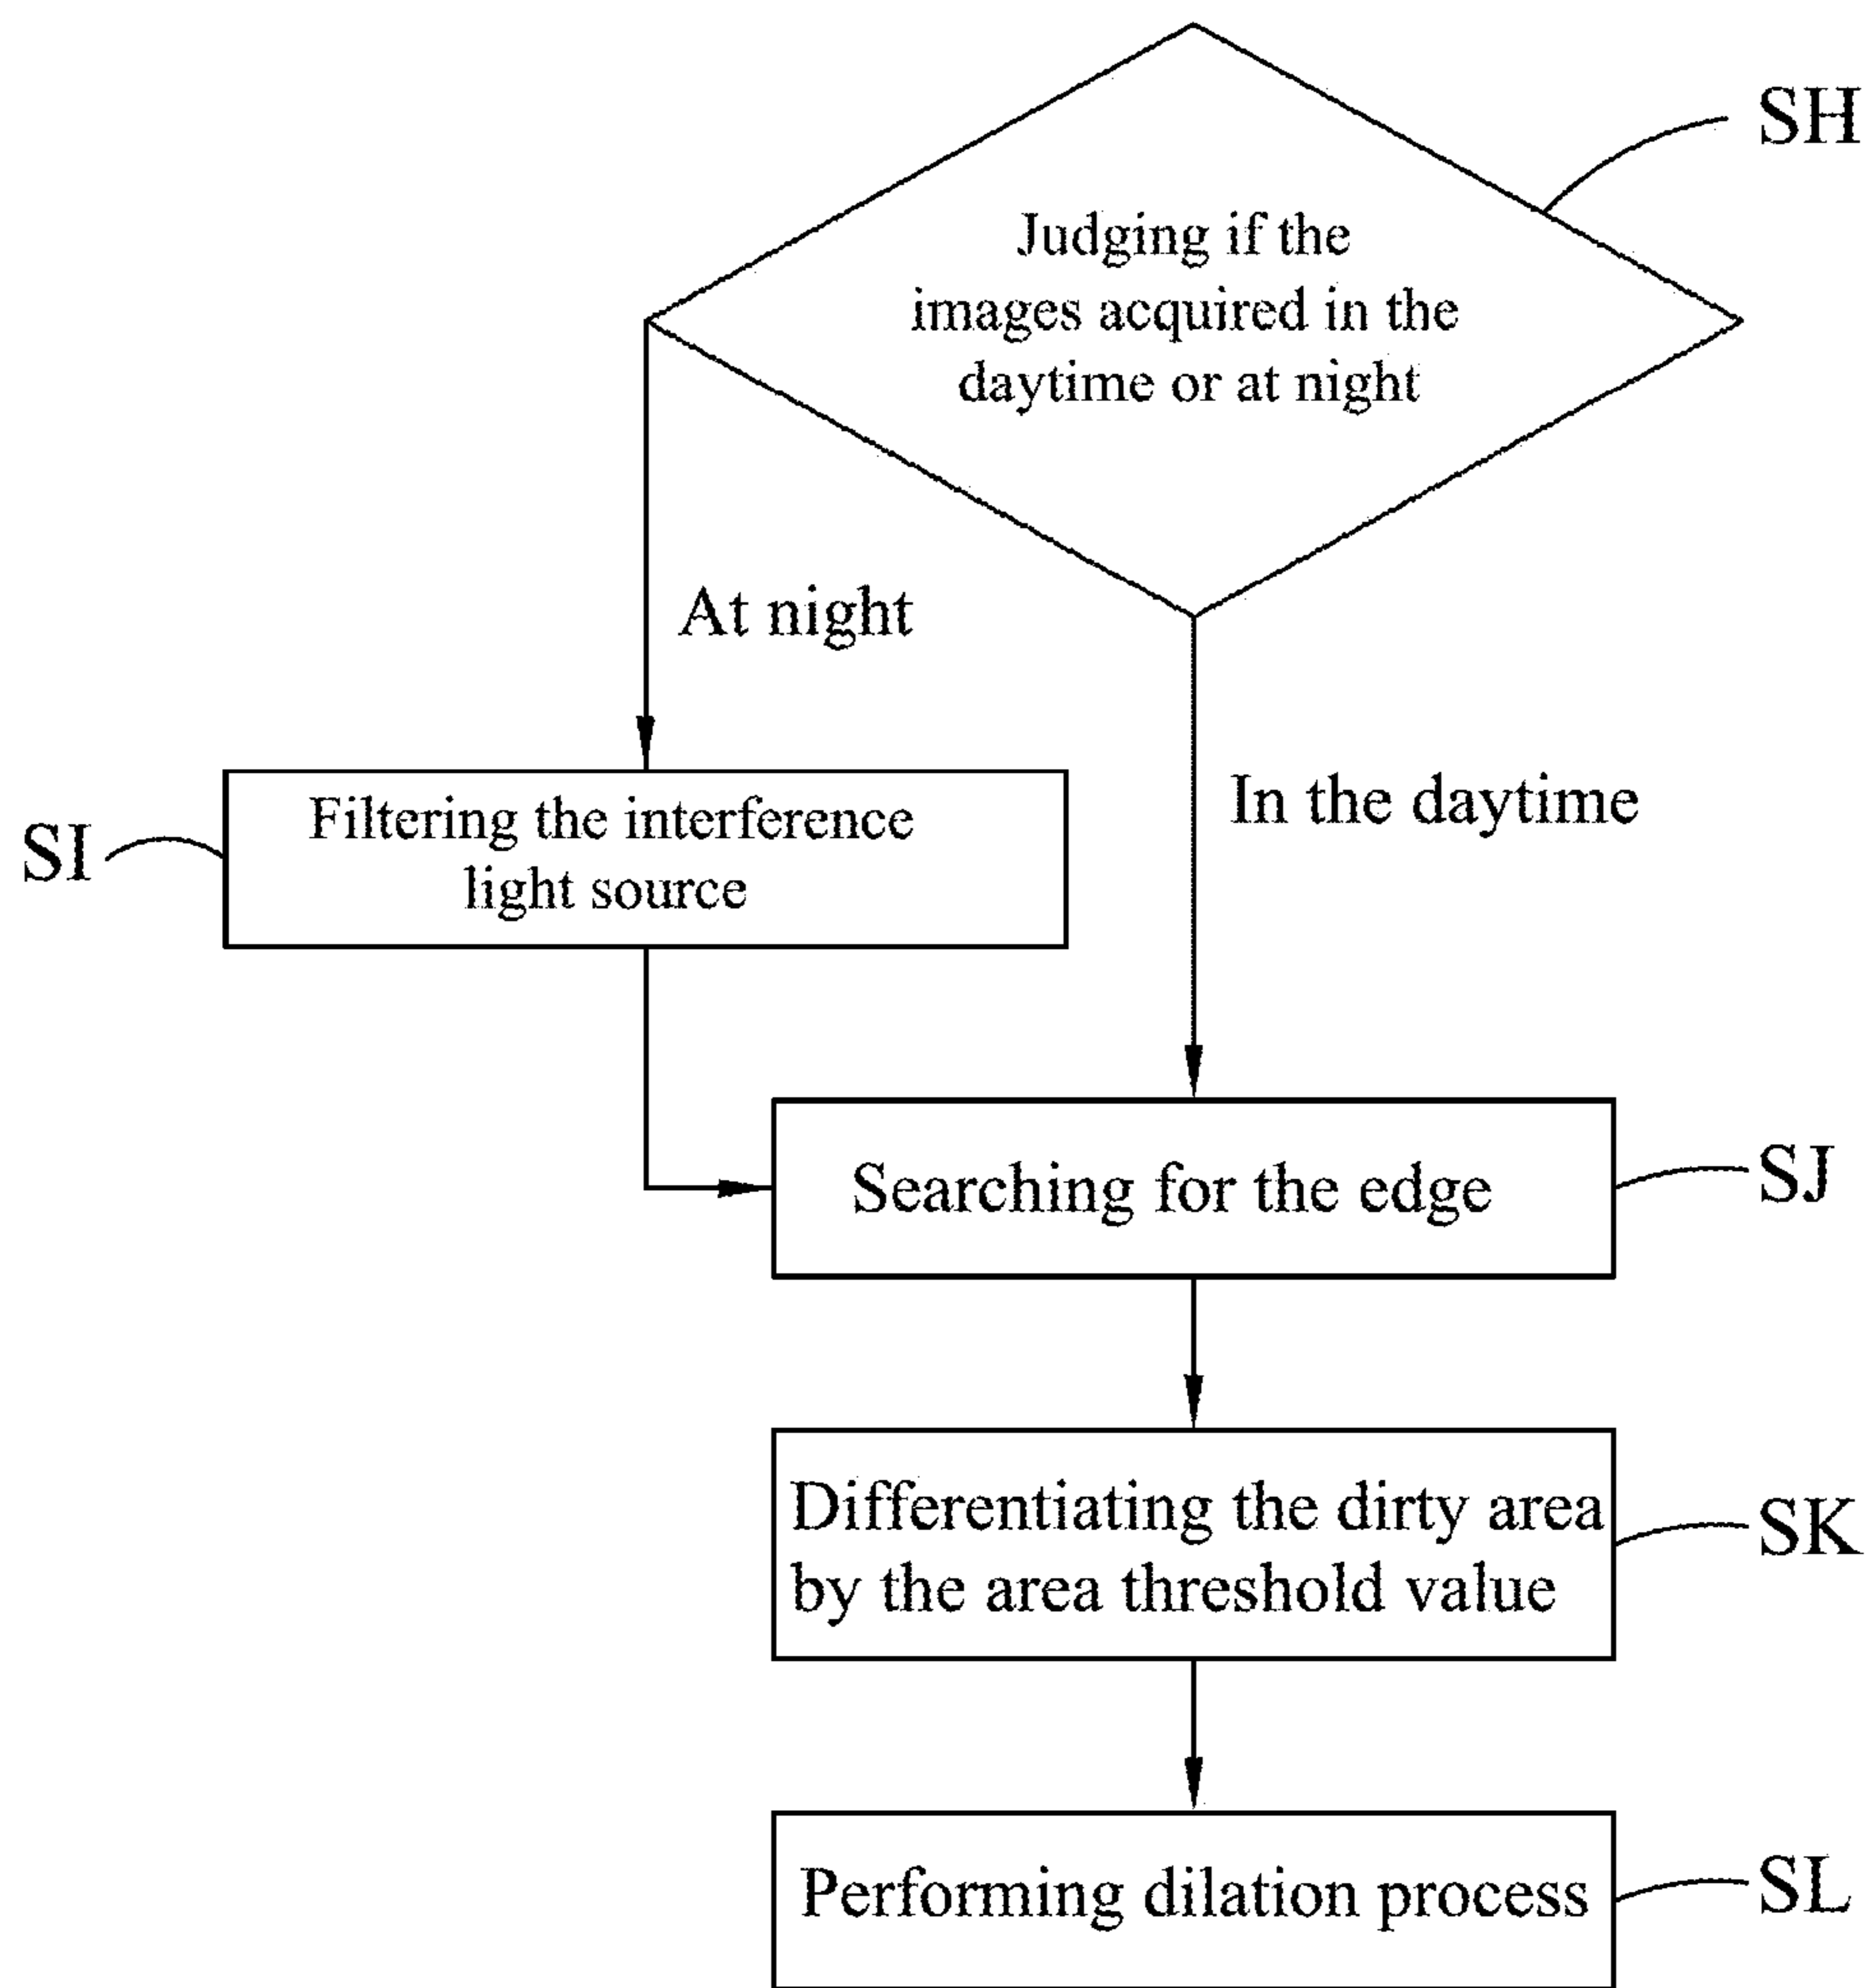 SH
Judging if the
images acquired in the
daytime or at night
At night
In the daytime
SI
Filtering the interference
light source
Searching for the edge
SJ
Differentiating the dirty area
by the area threshold value
SK
Performing dilation process
SL